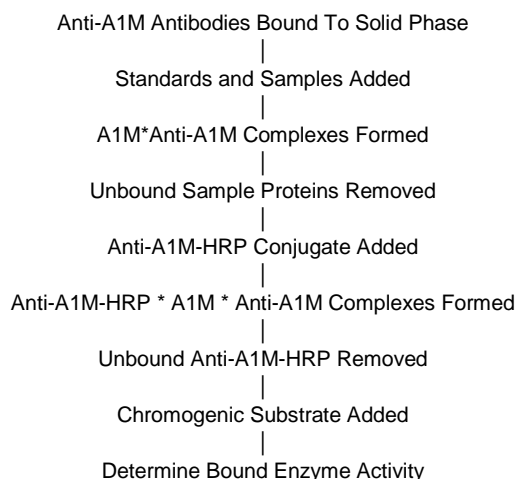 Anti-A1M Antibodies Bound To Solid Phase
Standards and Samples Added
A1M*Anti-A1M Complexes Formed
Unbound Sample Proteins Removed
Anti-A1M-HRP Conjugate Added
Anti-A1M-HRP * A1M * Anti-A1M Complexes Formed
Unbound Anti-A1M-HRP Removed
Chromogenic Substrate Added
Determine Bound Enzyme Activity